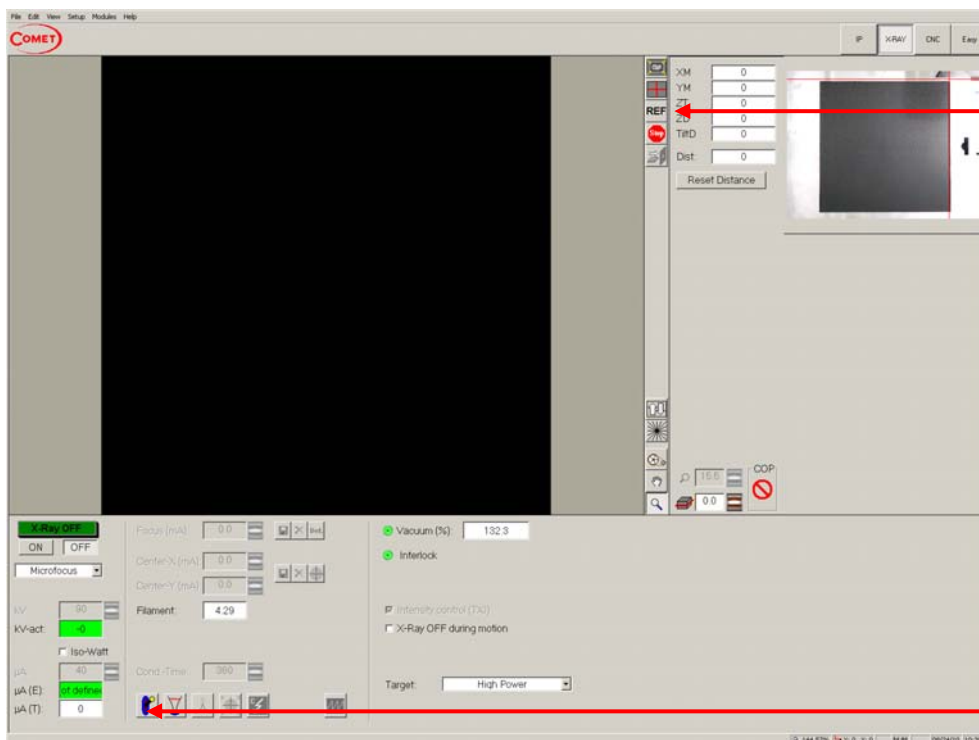 File Edit View Setup Modules Help
COMET
IP X-RAY CNC Easy
XM 0
YM 0
ZT 0
REF
ZD 0
Stop
TiltD 0
Dist: 0
Reset Distance
15.6
COP
0.0
X-Ray OFF
ON OFF
Microfocus
kV 90
kV-act: -0
Iso-Watt
µA 40
µA (E): ot define
µA (T): 0
Focus (mA) 0.0
Center-X (mA) 0.0
Center-Y (mA) 0.0
Filament: 4.29
Cond.-Time 360
Vacuum (%): 132.3
Interlock
Intensity control (TXI)
X-Ray OFF during motion
Target: High Power